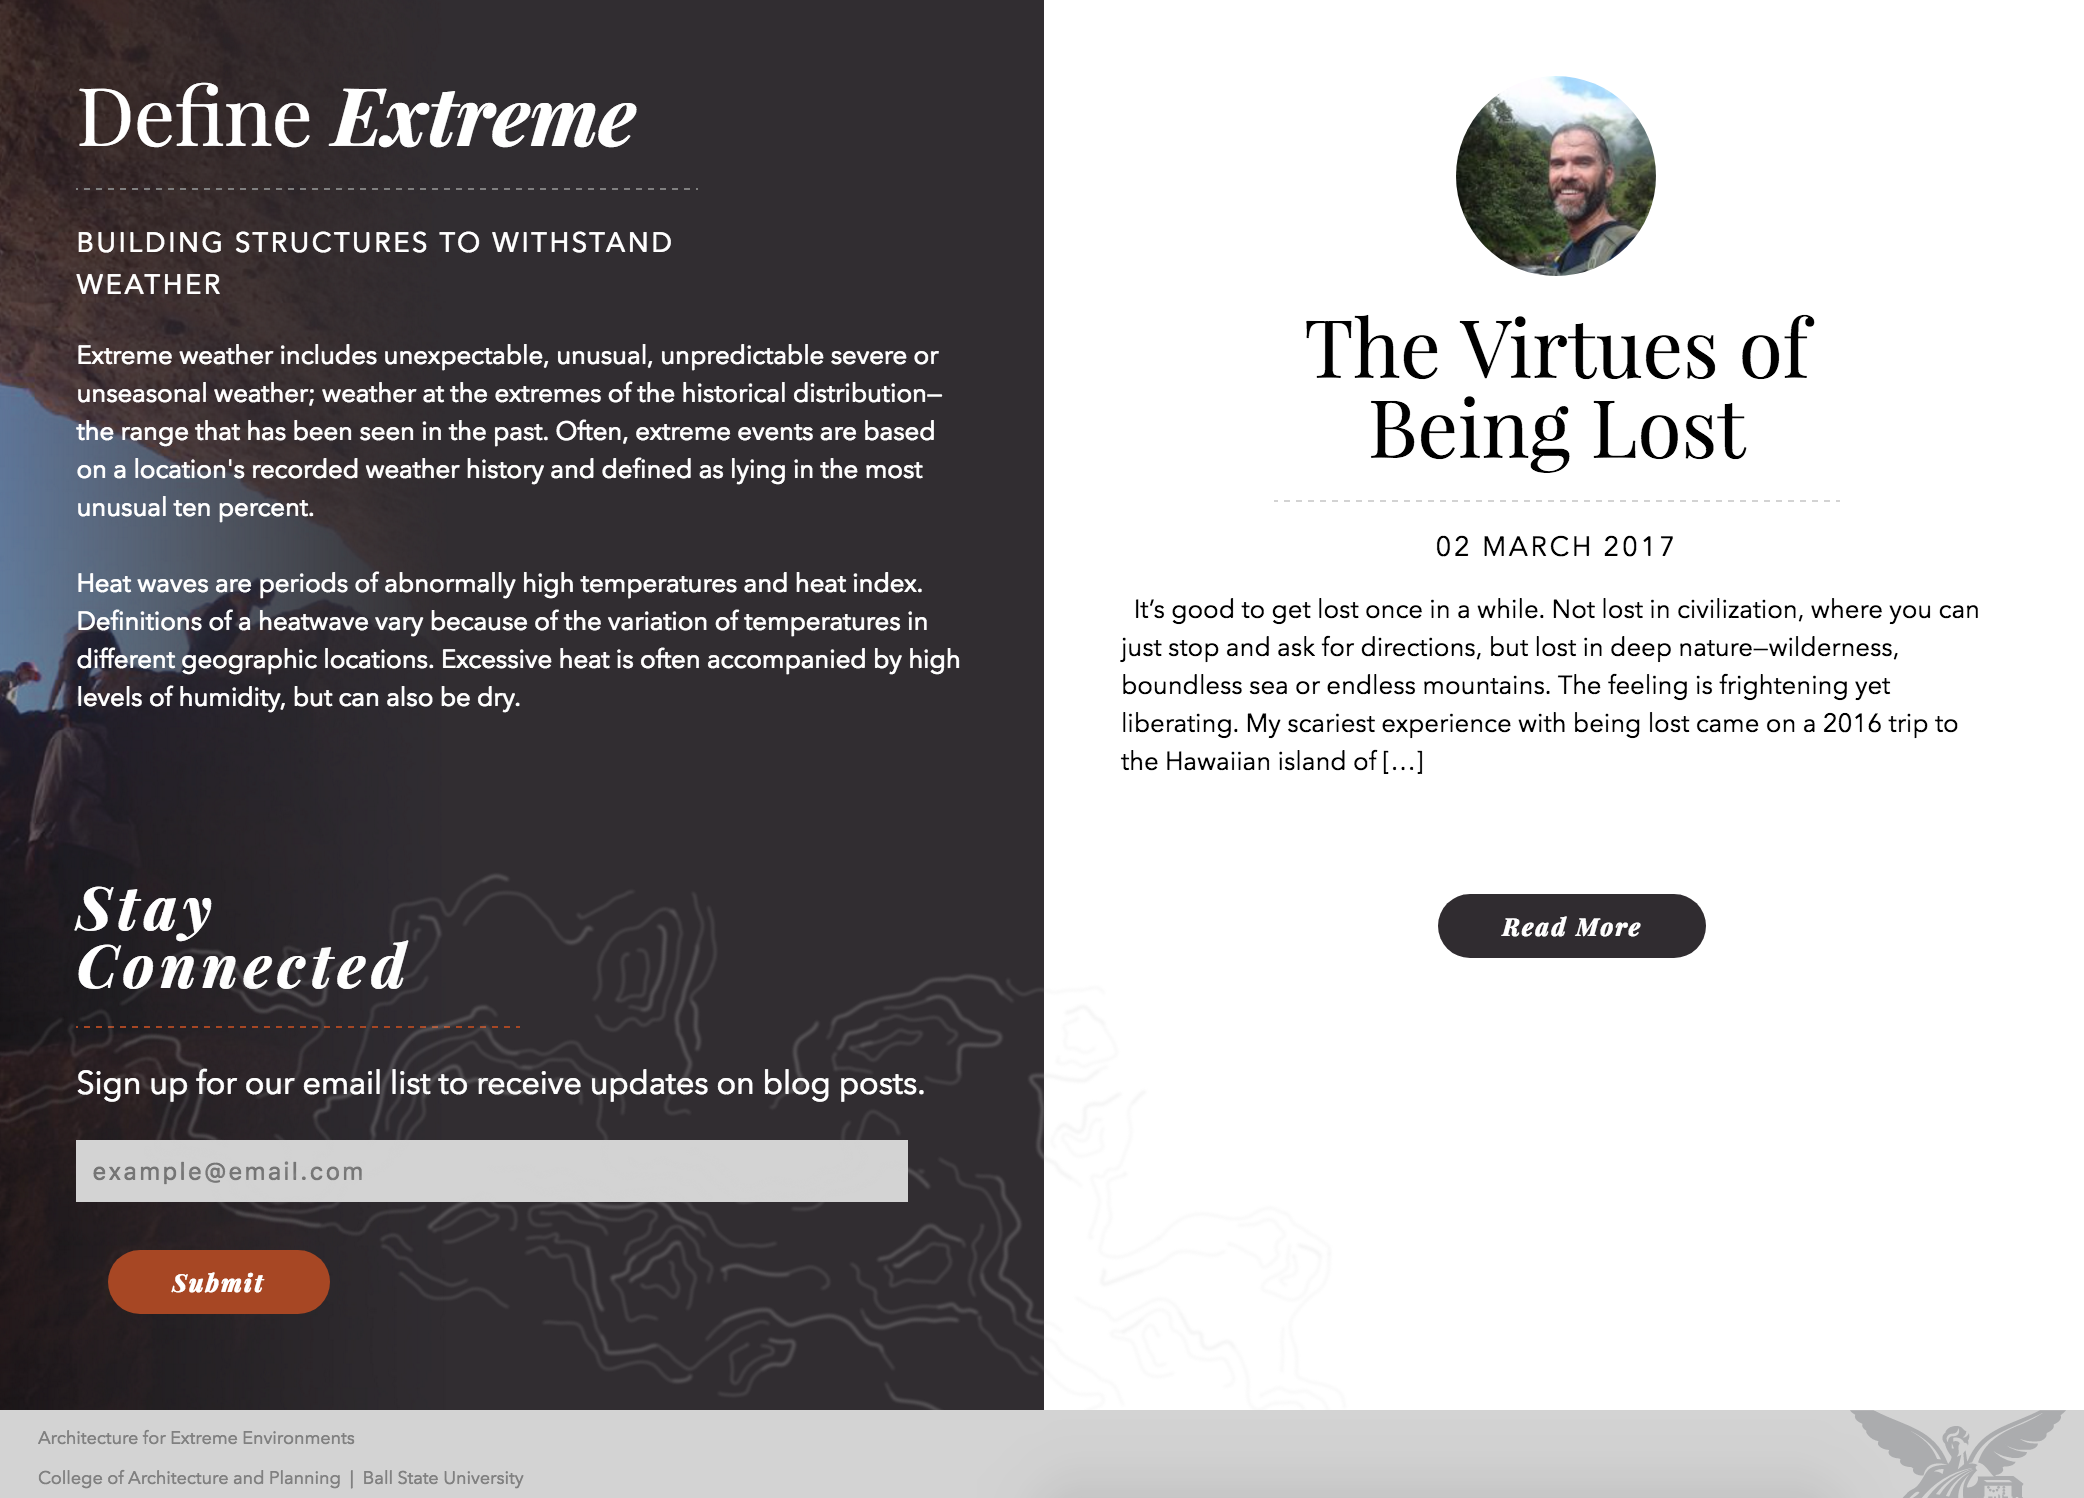 Define Extreme
BUILDING STRUCTURES TO WITHSTAND
WEATHER
Extreme weather includes unexpectable, unusual, unpredictable severe or
unseasonal weather; weather at the extremes of the historical distribution—
the range that has been seen in the past. Often, extreme events are based
on a location's recorded weather history and defined as lying in the most
unusual ten percent.
Heat waves are periods of abnormally high temperatures and heat index.
Definitions of a heatwave vary because of the variation of temperatures in
different geographic locations. Excessive heat is often accompanied by high
levels of humidity, but can also be dry.
Stay
Connected
Sign up for our email list to receive updates on blog posts.
example@email.com
Submit
The Virtues of
Being Lost
02 MARCH 2017
It’s good to get lost once in a while. Not lost in civilization, where you can
just stop and ask for directions, but lost in deep nature—wilderness,
boundless sea or endless mountains. The feeling is frightening yet
liberating. My scariest experience with being lost came on a 2016 trip to
the Hawaiian island of […]
Read More
Architecture for Extreme Environments
College of Architecture and Planning | Ball State University